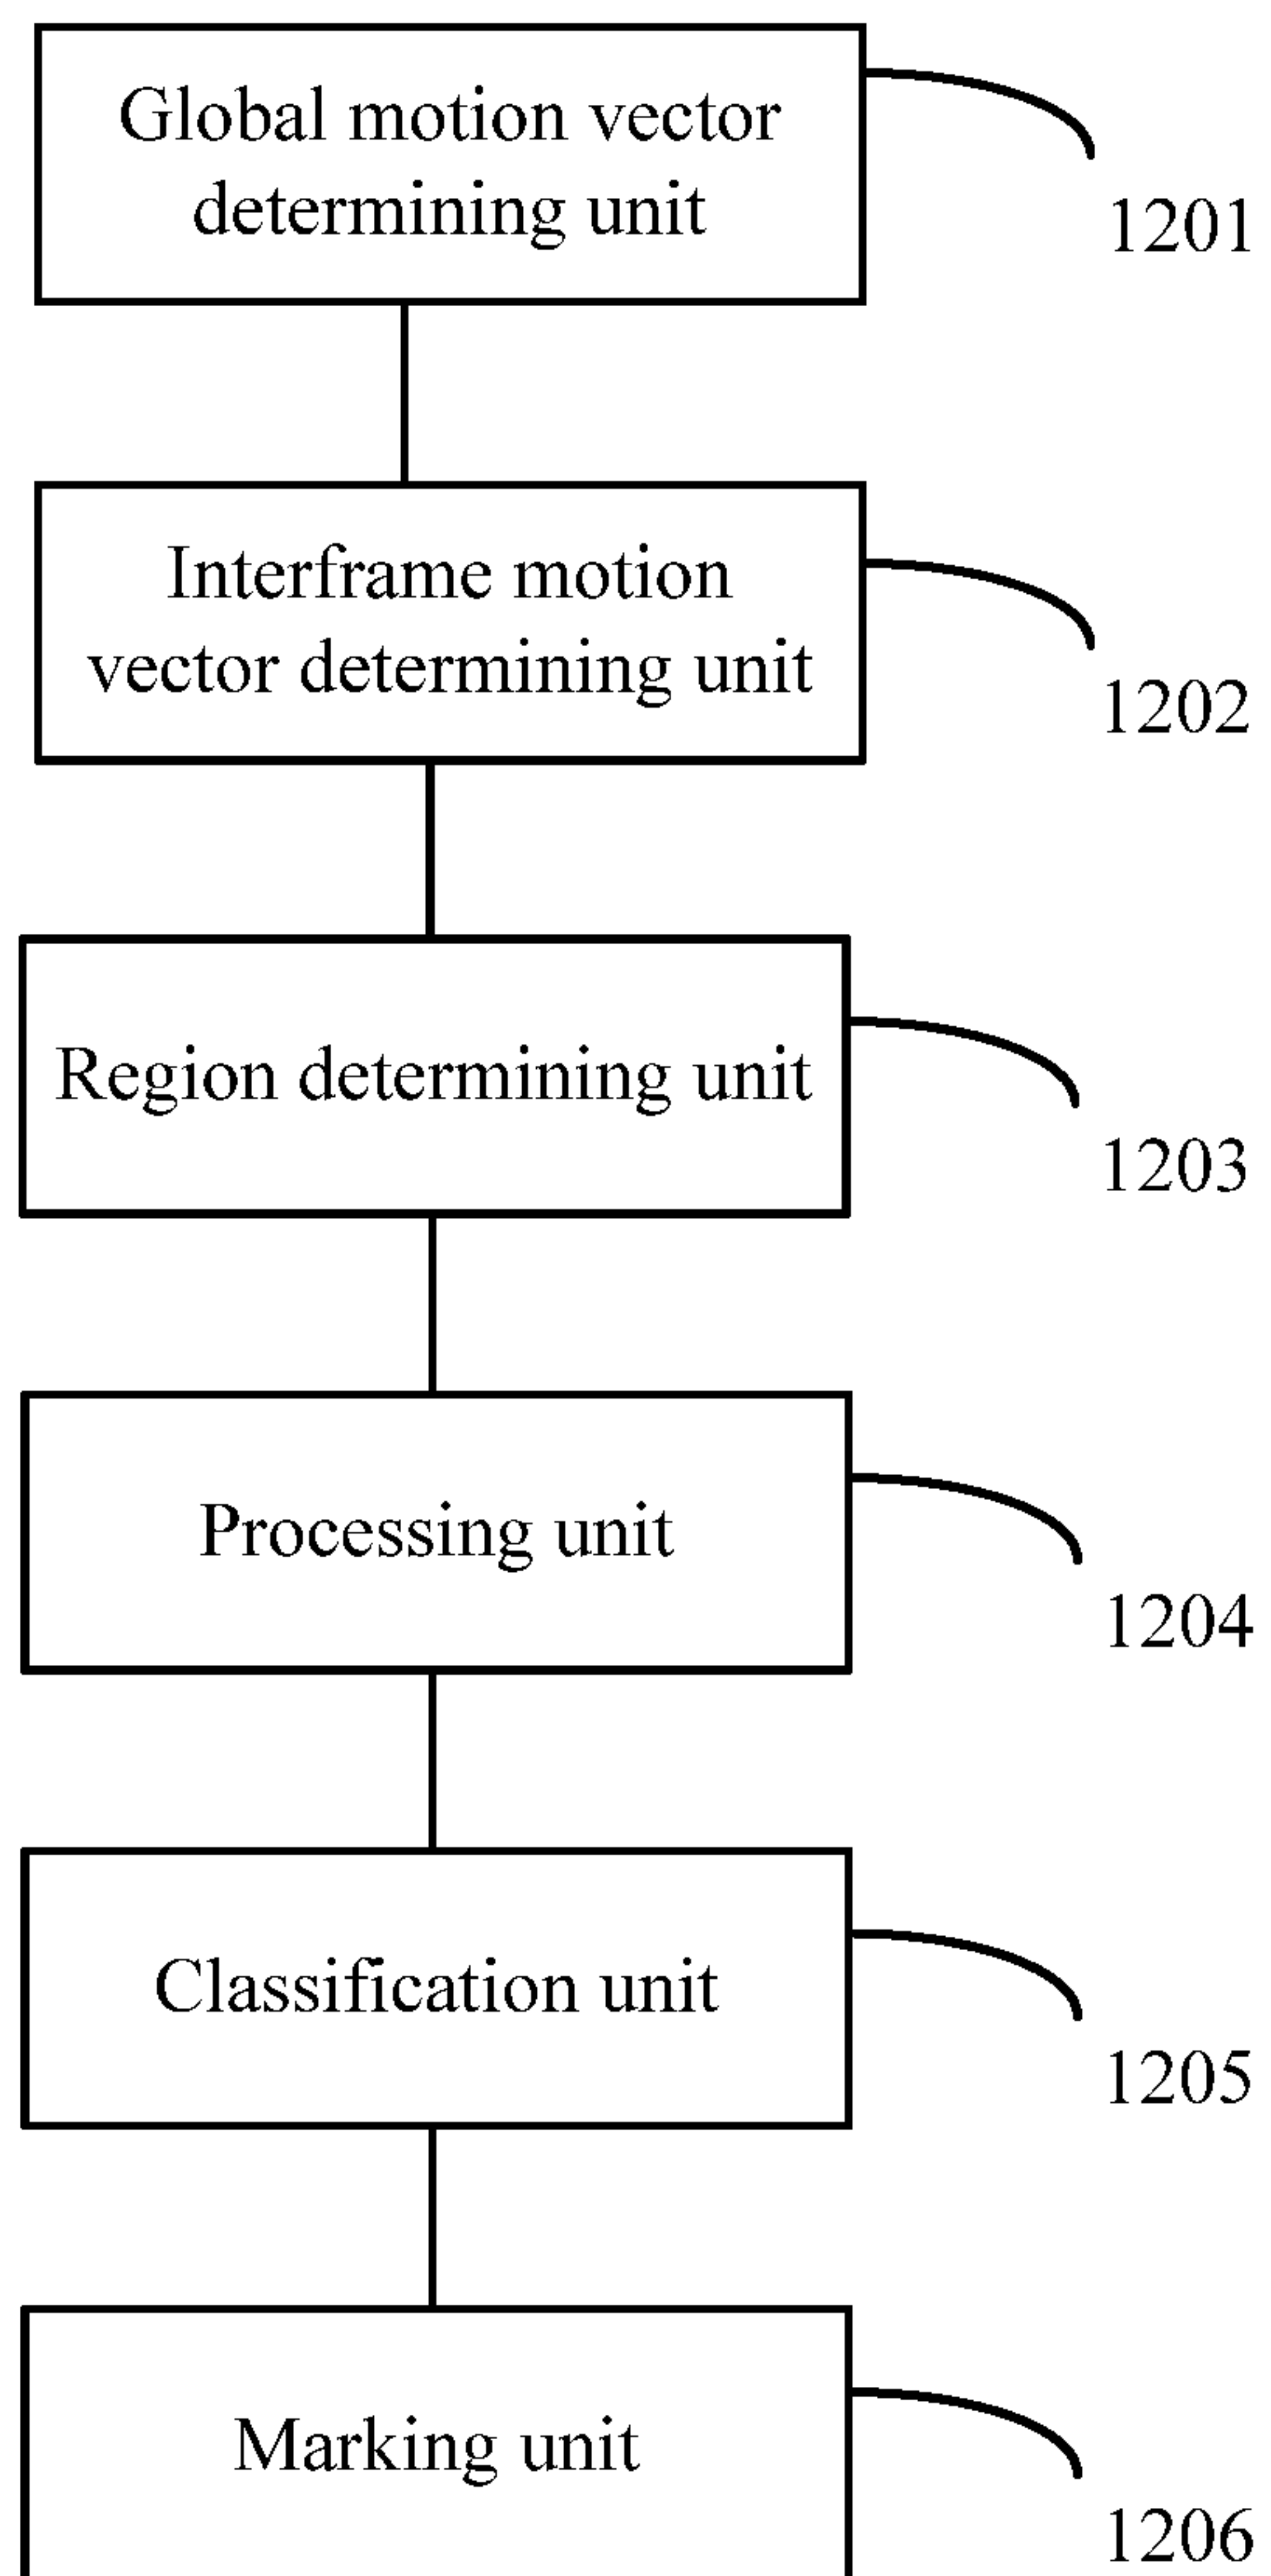 Global motion vector
determining unit
1201
Interframe motion
vector determining unit
1202
Region determining unit
1203
Processing unit
1204
Classification unit
1205
Marking unit
1206